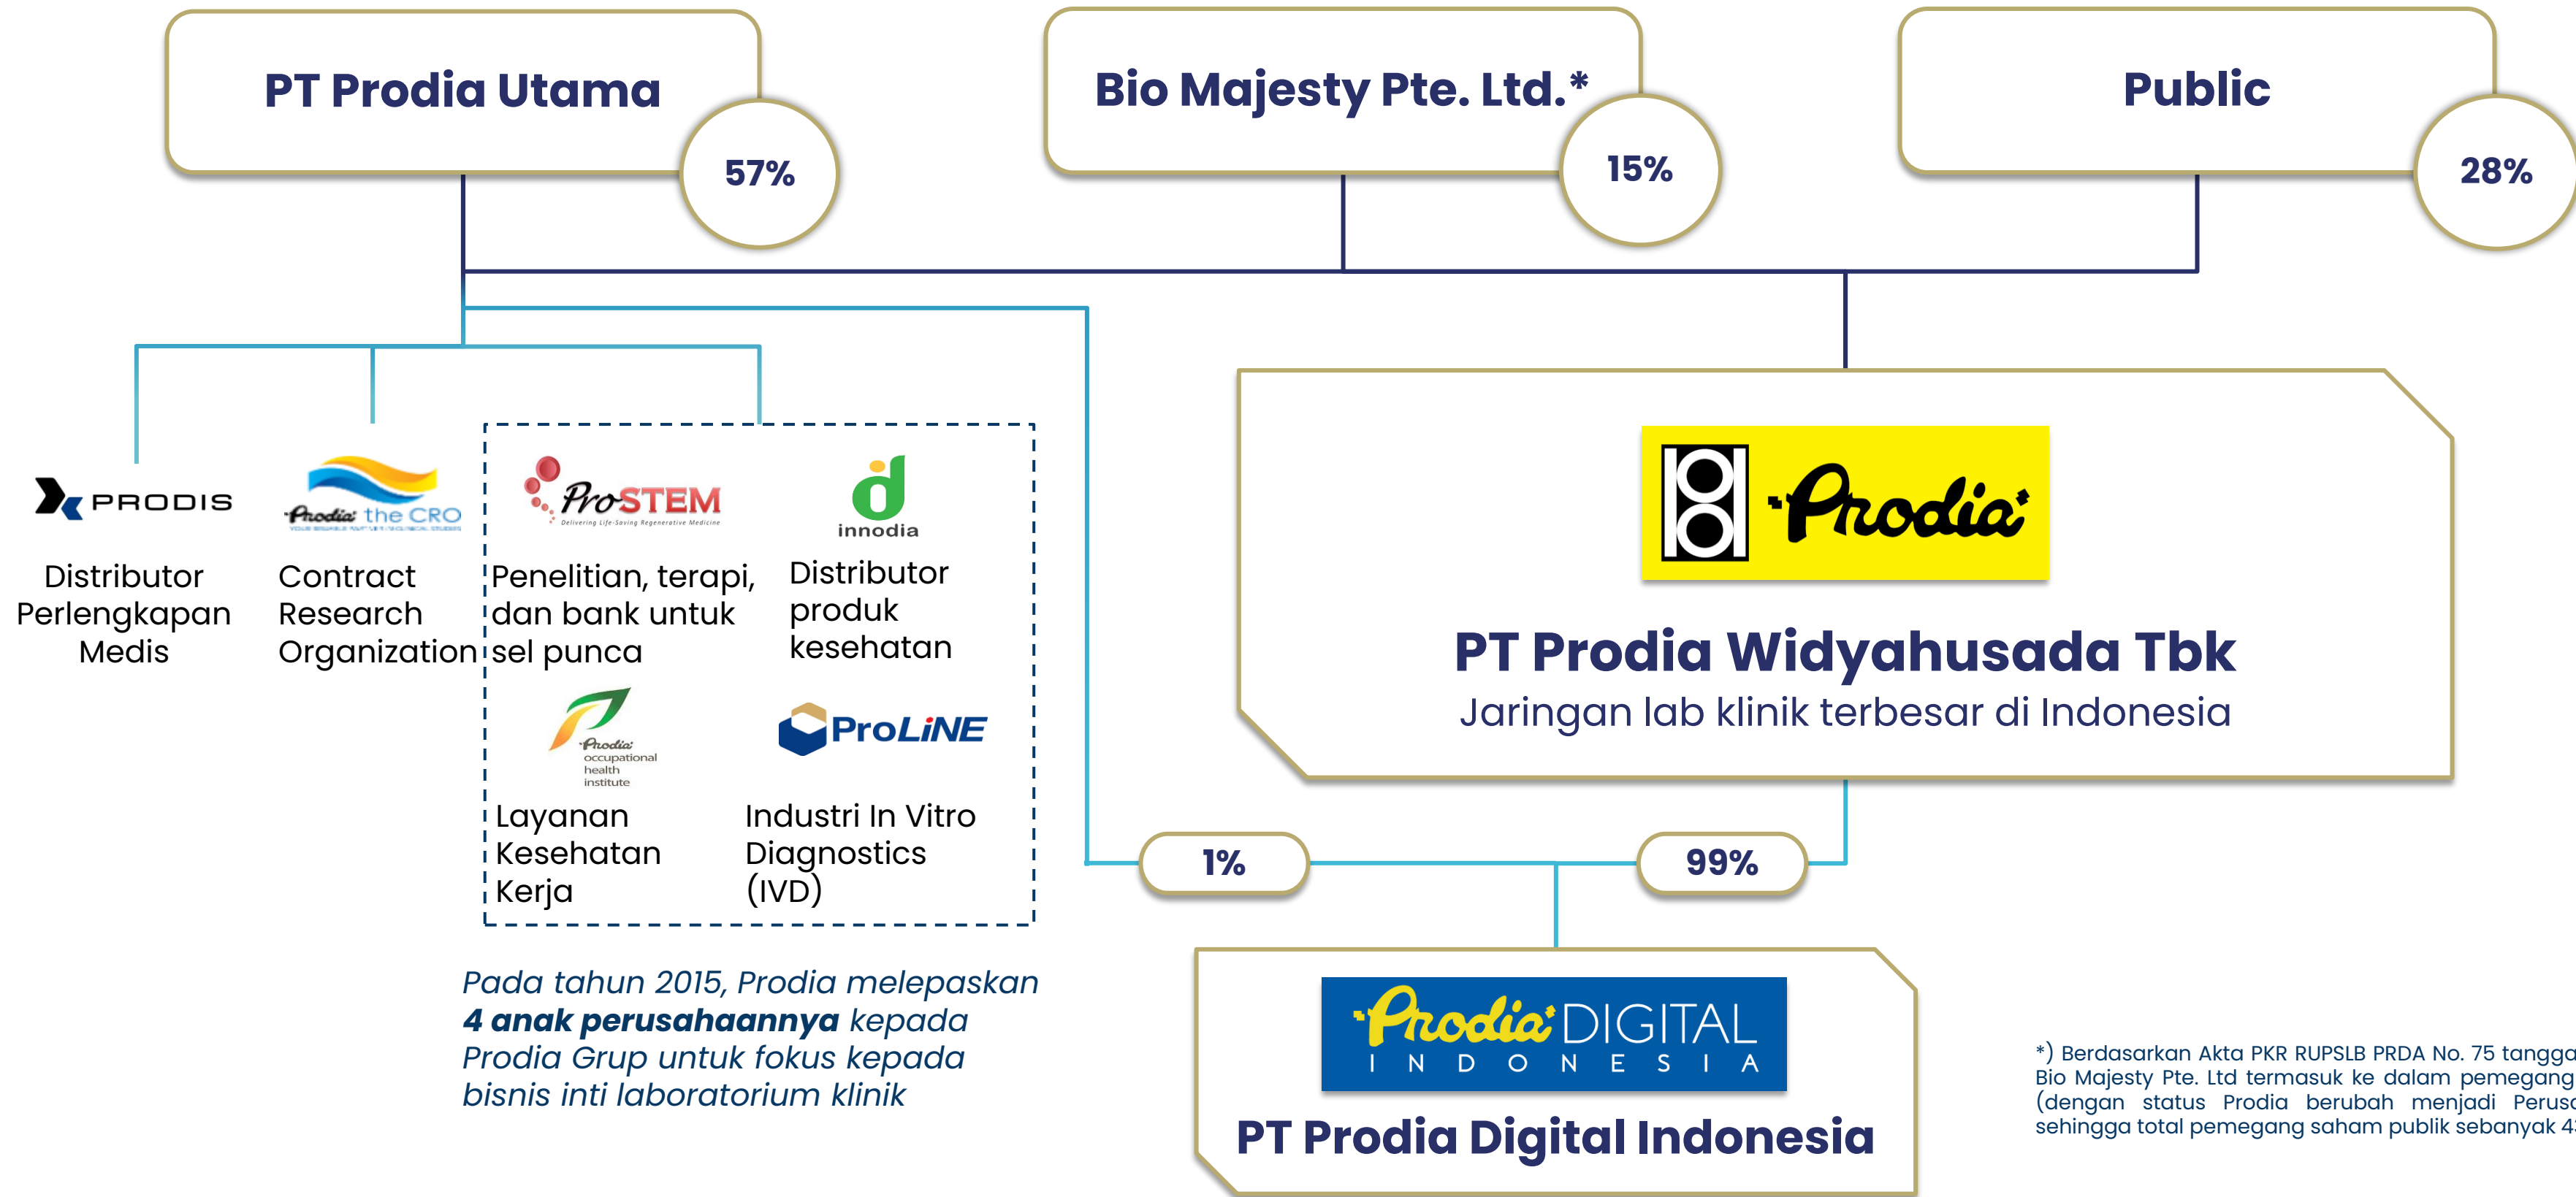 PT Prodia Utama
57%
Bio Majesty Pte. Ltd.*
15%
Public
28%
PRODIS
Distributor
Perlengkapan
Medis
Prodia the CRO
Contract
Research
Organization
ProSTEM
Delivering Life-Saving Regenerative Medicine
Penelitian, terapi,
dan bank untuk
sel punca
innodia
Distributor
produk
kesehatan
Prodia
occupational
health
institute
Layanan
Kesehatan
Kerja
ProLiNE
Industri In Vitro
Diagnostics
(IVD)
Pada tahun 2015, Prodia melepaskan
4 anak perusahaannya kepada
Prodia Grup untuk fokus kepada
bisnis inti laboratorium klinik
Prodia
PT Prodia Widyahusada Tbk
Jaringan lab klinik terbesar di Indonesia
1%
99%
Prodia DIGITAL
INDONESIA
PT Prodia Digital Indonesia
*) Berdasarkan Akta PKR RUPSLB PRDA No. 75
Bio Majesty Pte. Ltd termasuk ke dalam pemegang
(dengan status Prodia berubah menjadi
sehingga total pemegang saham publik sebanyak